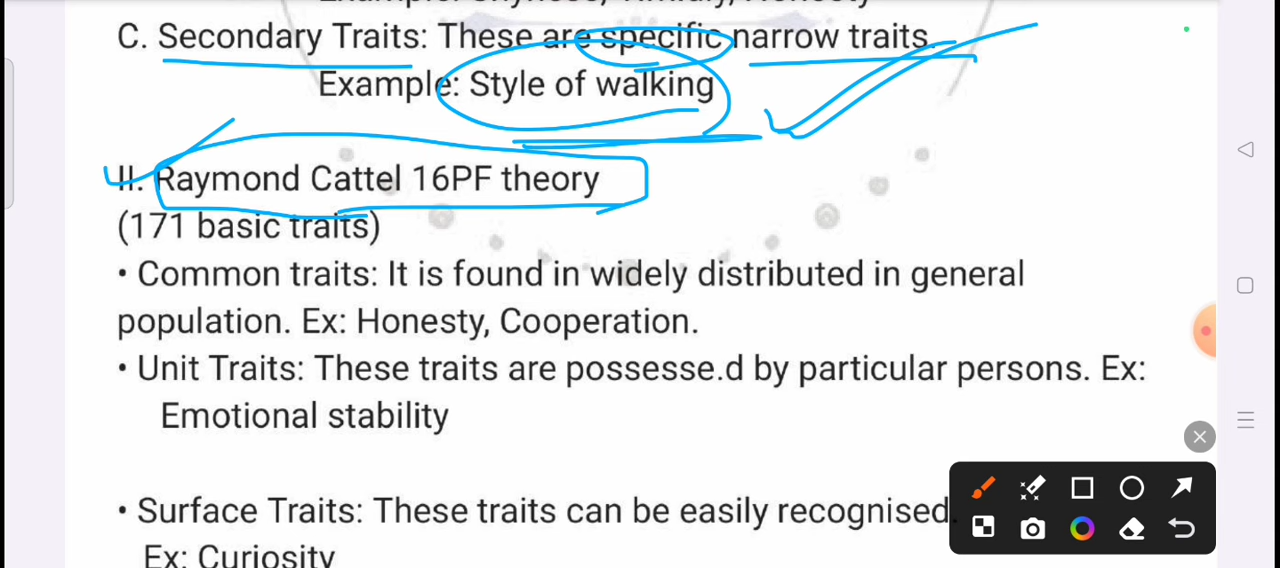 C. Secondary Traits: These are specific narrow traits.
Example: Style of walking
II. Raymond Cattel 16PF theory
(171 basic traits)
• Common traits: It is found in widely distributed in general
population. Ex: Honesty, Cooperation.
• Unit Traits: These traits are possesse.d by particular persons. Ex:
Emotional stability
• Surface Traits: These traits can be easily recognised.
Ex: Curiosity